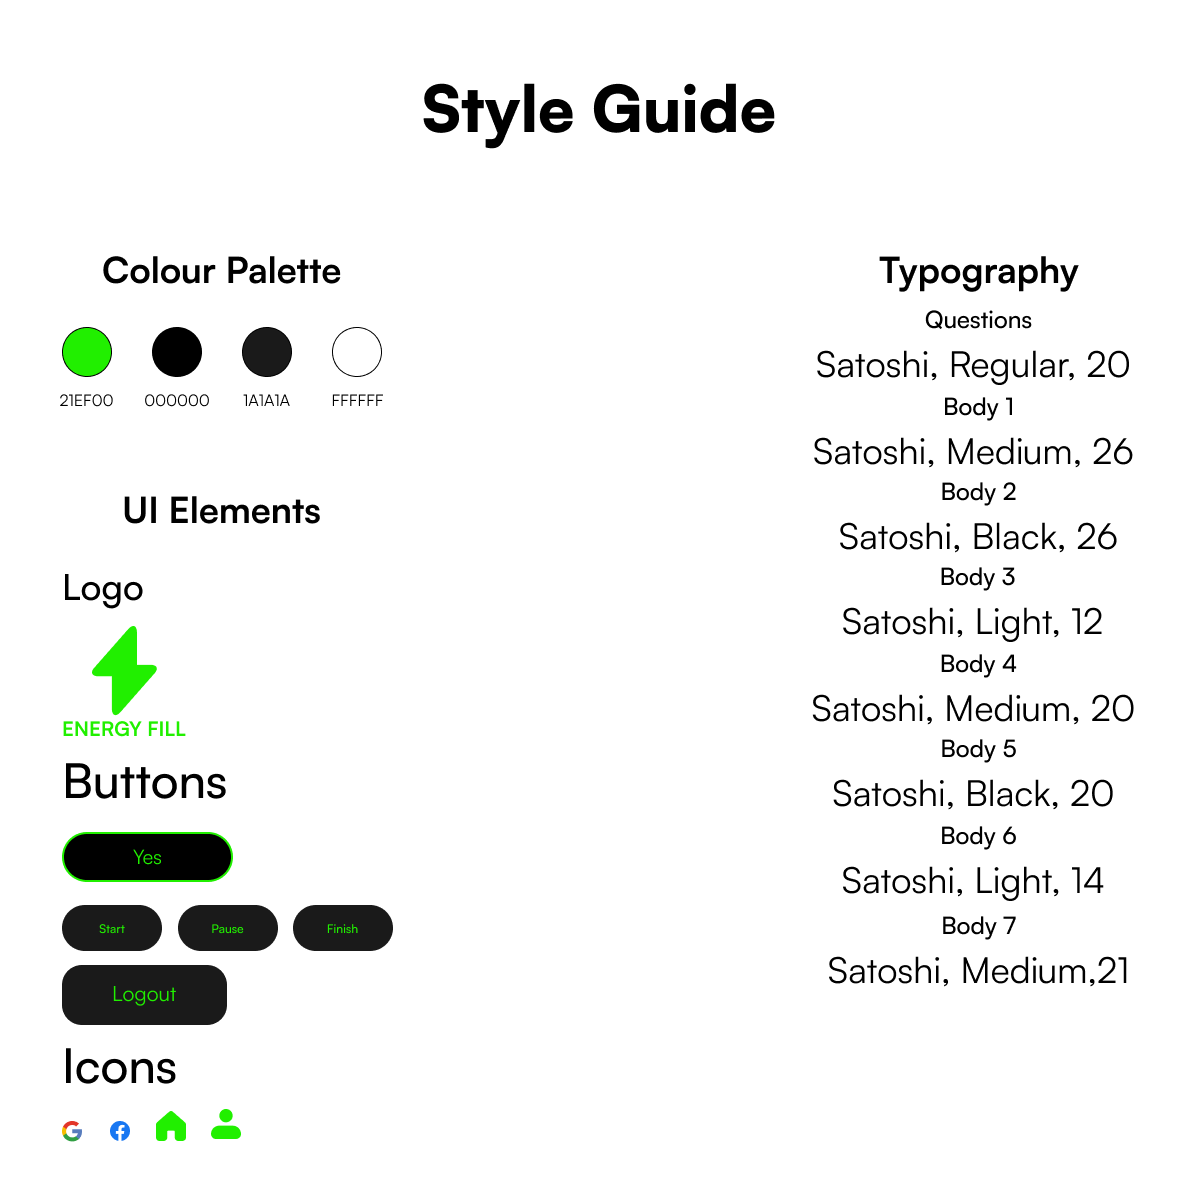 Style Guide
Colour Palette
21EF00
000000
1A1A1A
FFFFFF
UI Elements
Logo
ENERGY FILL
Buttons
Yes
Start
Pause
Finish
Logout
Icons
Typography
Questions
Satoshi, Regular, 20
Body 1
Satoshi, Medium, 26
Body 2
Satoshi, Black, 26
Body 3
Satoshi, Light, 12
Body 4
Satoshi, Medium, 20
Body 5
Satoshi, Black, 20
Body 6
Satoshi, Light, 14
Body 7
Satoshi, Medium,21